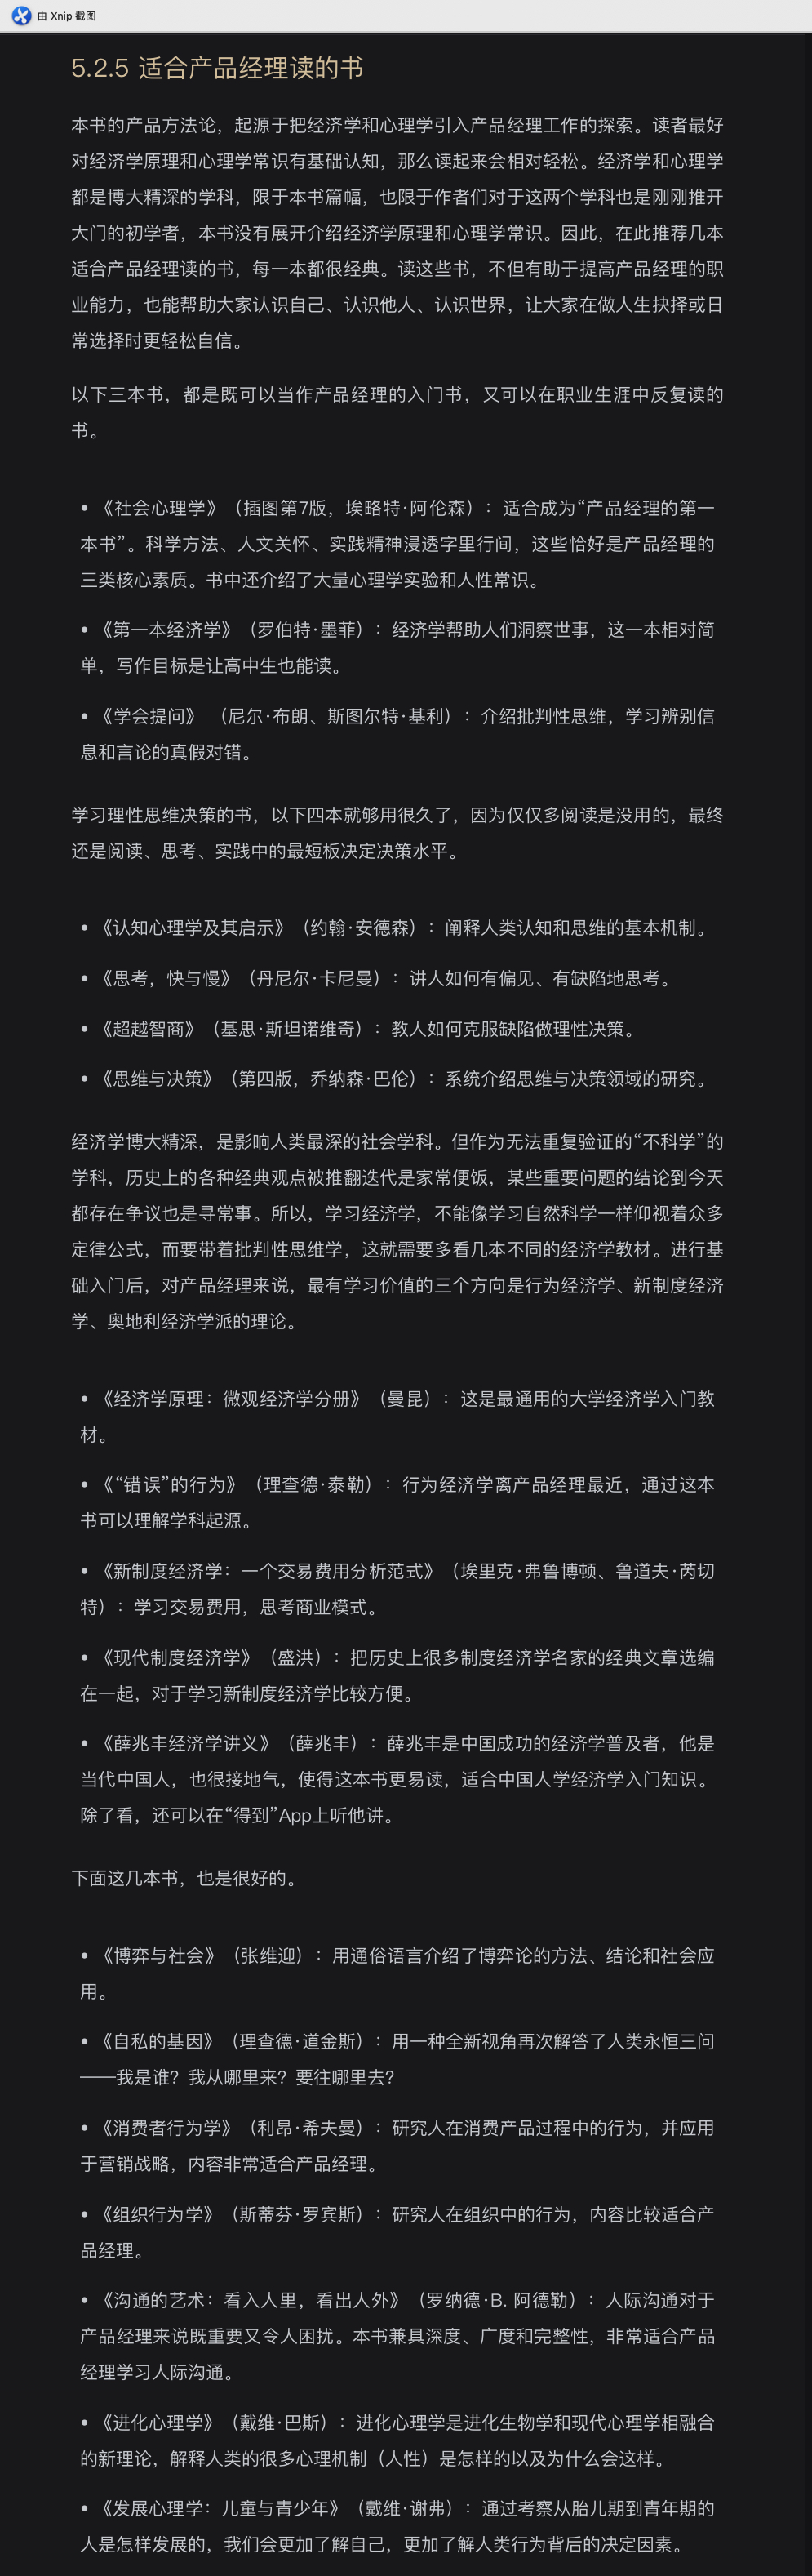 由 Xnip 截图
5.2.5 适合产品经理读的书
本书的产品方法论，起源于把经济学和心理学引入产品经理工作的探索。读者最好
对经济学原理和心理学常识有基础认知，那么读起来会相对轻松。经济学和心理学
都是博大精深的学科，限于本书篇幅，也限于作者们对于这两个学科也是刚刚推开
大门的初学者，本书没有展开介绍经济学原理和心理学常识。因此，在此推荐几本
适合产品经理读的书，每一本都很经典。读这些书，不但有助于提高产品经理的职
业能力，也能帮助大家认识自己、认识他人、认识世界，让大家在做人生抉择或日
常选择时更轻松自信。
以下三本书，都是既可以当作产品经理的入门书，又可以在职业生涯中反复读的
书。
• 《社会心理学》（插图第7版，埃略特·阿伦森）：适合成为“产品经理的第一
本书”。科学方法、人文关怀、实践精神浸透字里行间，这些恰好是产品经理的
三类核心素质。书中还介绍了大量心理学实验和人性常识。
• 《第一本经济学》（罗伯特·墨菲）：经济学帮助人们洞察世事，这一本相对简
单，写作目标是让高中生也能读。
• 《学会提问》 （尼尔·布朗、斯图尔特·基利）：介绍批判性思维，学习辨别信
息和言论的真假对错。
学习理性思维决策的书，以下四本就够用很久了，因为仅仅多阅读是没用的，最终
还是阅读、思考、实践中的最短板决定决策水平。
• 《认知心理学及其启示》（约翰·安德森）：阐释人类认知和思维的基本机制。
• 《思考，快与慢》（丹尼尔·卡尼曼）：讲人如何有偏见、有缺陷地思考。
• 《超越智商》（基思·斯坦诺维奇）：教人如何克服缺陷做理性决策。
• 《思维与决策》（第四版，乔纳森·巴伦）：系统介绍思维与决策领域的研究。
经济学博大精深，是影响人类最深的社会学科。但作为无法重复验证的“不科学”的
学科，历史上的各种经典观点被推翻迭代是家常便饭，某些重要问题的结论到今天
都存在争议也是寻常事。所以，学习经济学，不能像学习自然科学一样仰视着众多
定律公式，而要带着批判性思维学，这就需要多看几本不同的经济学教材。进行基
础入门后，对产品经理来说，最有学习价值的三个方向是行为经济学、新制度经济
学、奥地利经济学派的理论。
• 《经济学原理：微观经济学分册》（曼昆）：这是最通用的大学经济学入门教
材。
• 《“错误”的行为》（理查德·泰勒）：行为经济学离产品经理最近，通过这本
书可以理解学科起源。
• 《新制度经济学：一个交易费用分析范式》（埃里克·弗鲁博顿、鲁道夫·芮切
特）：学习交易费用，思考商业模式。
• 《现代制度经济学》（盛洪）：把历史上很多制度经济学名家的经典文章选编
在一起，对于学习新制度经济学比较方便。
• 《薛兆丰经济学讲义》（薛兆丰）：薛兆丰是中国成功的经济学普及者，他是
当代中国人，也很接地气，使得这本书更易读，适合中国人学经济学入门知识。
除了看，还可以在“得到”App上听他讲。
下面这几本书，也是很好的。
• 《博弈与社会》（张维迎）：用通俗语言介绍了博弈论的方法、结论和社会应
用。
• 《自私的基因》（理查德·道金斯）：用一种全新视角再次解答了人类永恒三问
——我是谁？我从哪里来？要往哪里去？
• 《消费者行为学》（利昂·希夫曼）：研究人在消费产品过程中的行为，并应用
于营销战略，内容非常适合产品经理。
• 《组织行为学》（斯蒂芬·罗宾斯）：研究人在组织中的行为，内容比较适合产
品经理。
• 《沟通的艺术：看入人里，看出人外》（罗纳德·B. 阿德勒）：人际沟通对于
产品经理来说既重要又令人困扰。本书兼具深度、广度和完整性，非常适合产品
经理学习人际沟通。
• 《进化心理学》（戴维·巴斯）：进化心理学是进化生物学和现代心理学相融合
的新理论，解释人类的很多心理机制（人性）是怎样的以及为什么会这样。
• 《发展心理学：儿童与青少年》（戴维·谢弗）：通过考察从胎儿期到青年期的
人是怎样发展的，我们会更加了解自己，更加了解人类行为背后的决定因素。